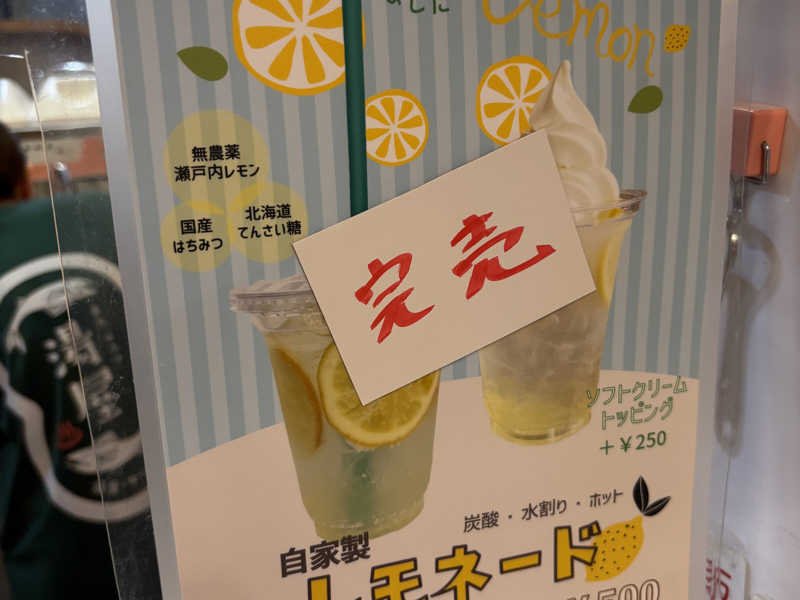 Lemon
無農薬
瀬戸内レモン
国産
はちみつ
北海道
てんさい糖
完売
ソフトクリーム
トッピング
+¥250
炭酸・水割り・ホット
自家製
レモネード
¥500